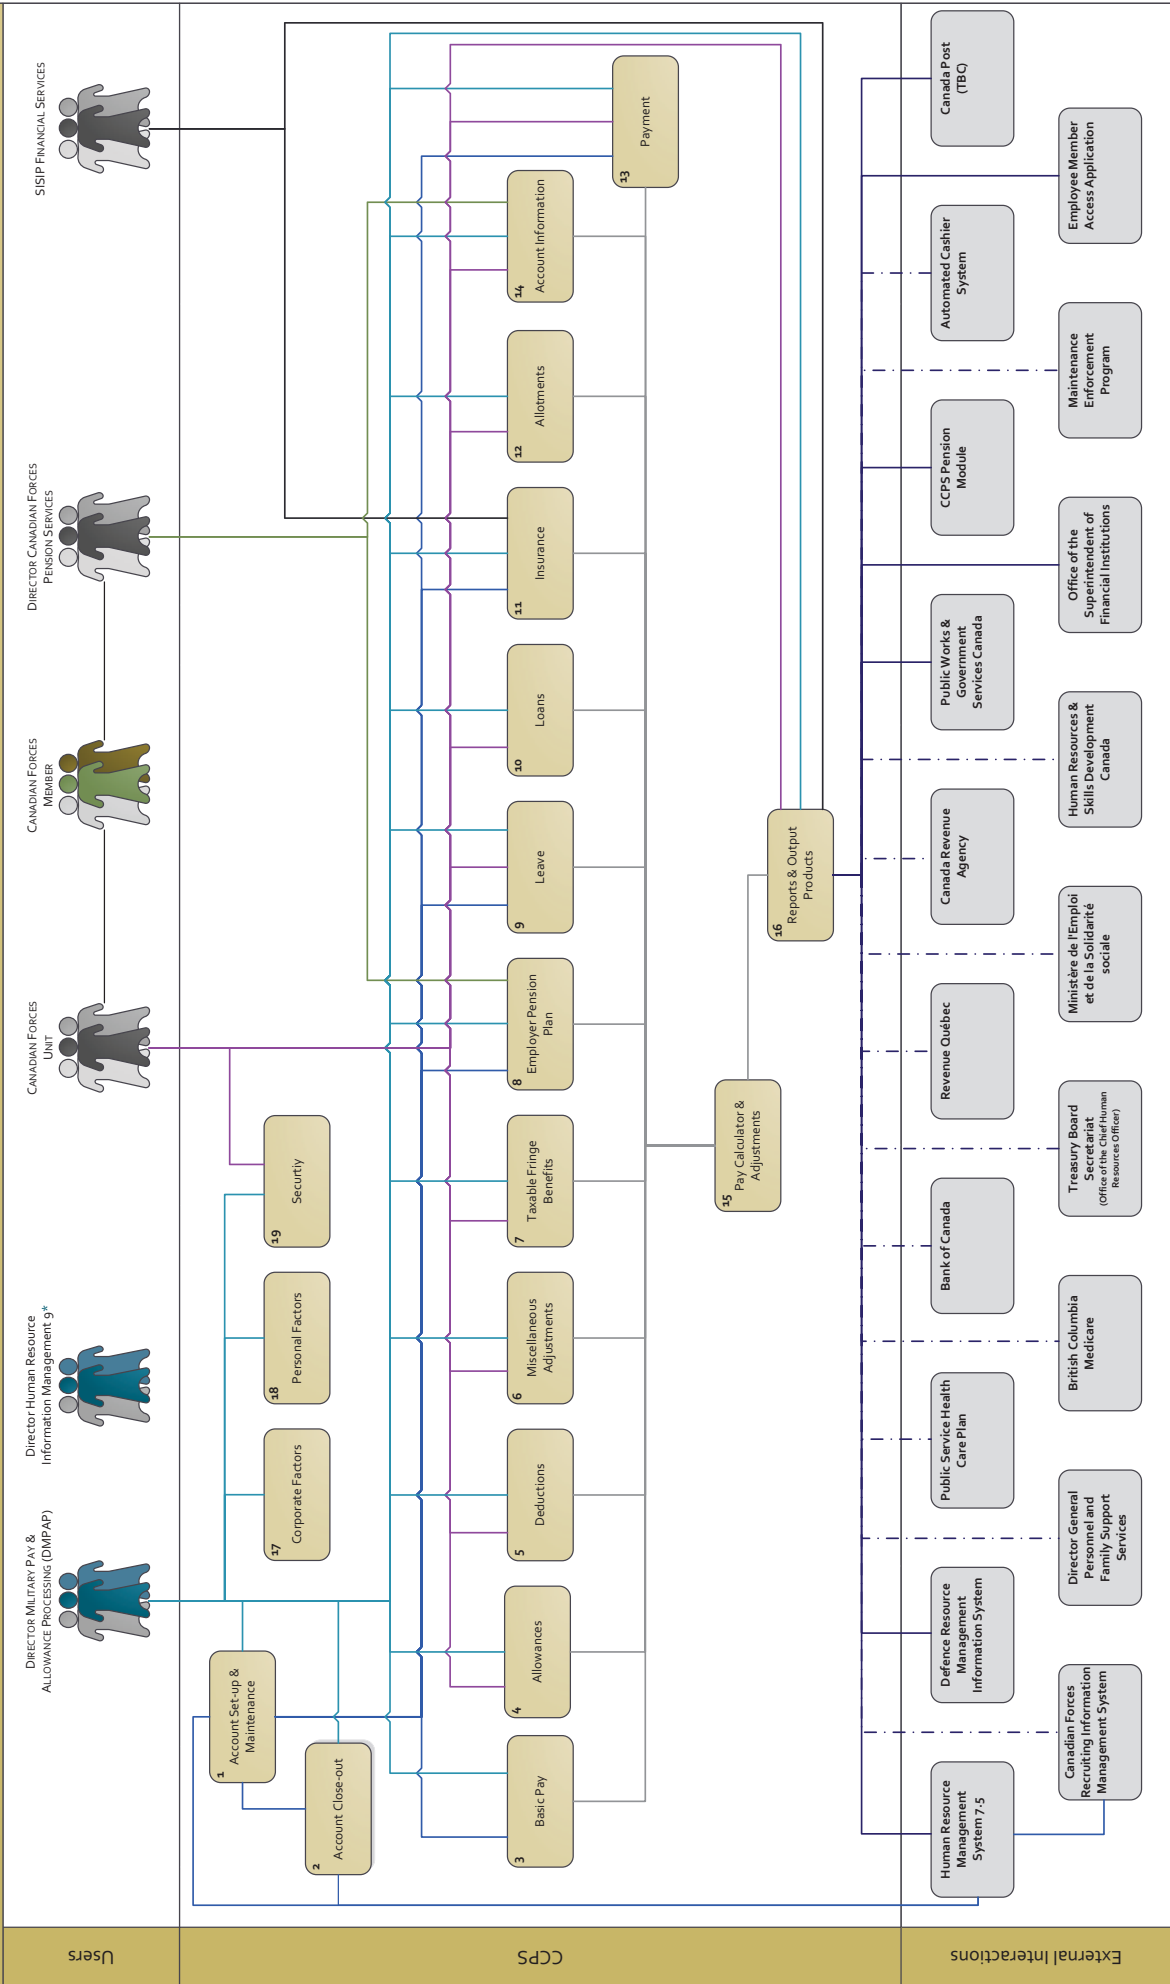 Users
DIRECTOR MILITARY PAY &
ALLOWANCE PROCESSING (DMPAP)
Director Human Resource
Information Management 9*
CANADIAN FORCES
UNIT
CANADIAN FORCES
MEMBER
DIRECTOR CANADIAN FORCES
PENSION SERVICES
SISIP FINANCIAL SERVICES
CCPS
1
Account Set-up &
Maintenance
2
Account Close-out
17
Corporate Factors
18
Personal Factors
19
Securtiy
3
Basic Pay
4
Allowances
5
Deductions
6
Miscellaneous
Adjustments
7
Taxable Fringe
Benefits
8
Employer Pension
Plan
9
Leave
10
Loans
11
Insurance
12
Allotments
14
Account Information
13
Payment
15
Pay Calculator &
Adjustments
16
Reports & Output
Products
External Interactions
Human Resource
Management
System 7.5
Defence Resource
Management
Information System
Public Service Health
Care Plan
Bank of Canada
Revenue Québec
Canada Revenue
Agency
Public Works &
Government
Services Canada
CCPS Pension
Module
Automated Cashier
System
Canada Post
(TBC)
Canadian Forces
Recruiting Information
Management System
Director General
Personnel and
Family Support
Services
British Columbia
Medicare
Treasury Board
Secretariat
(Office of the Chief Human
Resources Officer)
Ministère de l'Emploi
et de la Solidarité
sociale
Human Resources &
Skills Development
Canada
Office of the
Superintendent of
Financial Institutions
Maintenance
Enforcement
Program
Employee Member
Access Application